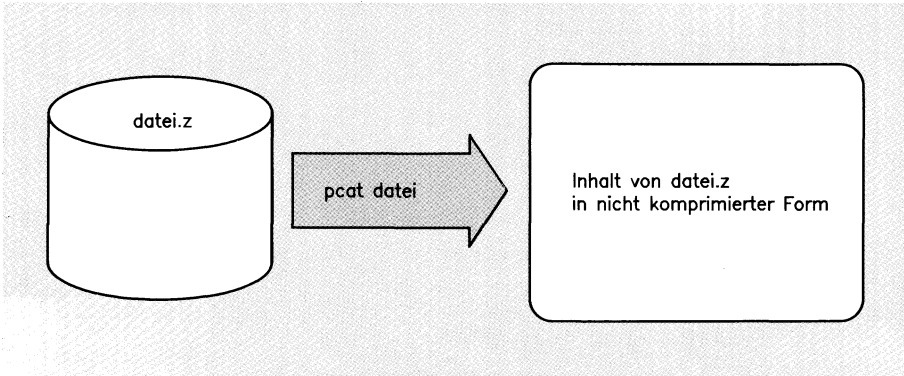 datei.z
pcat datei
Inhalt von datei.z
in nicht komprimierter Form